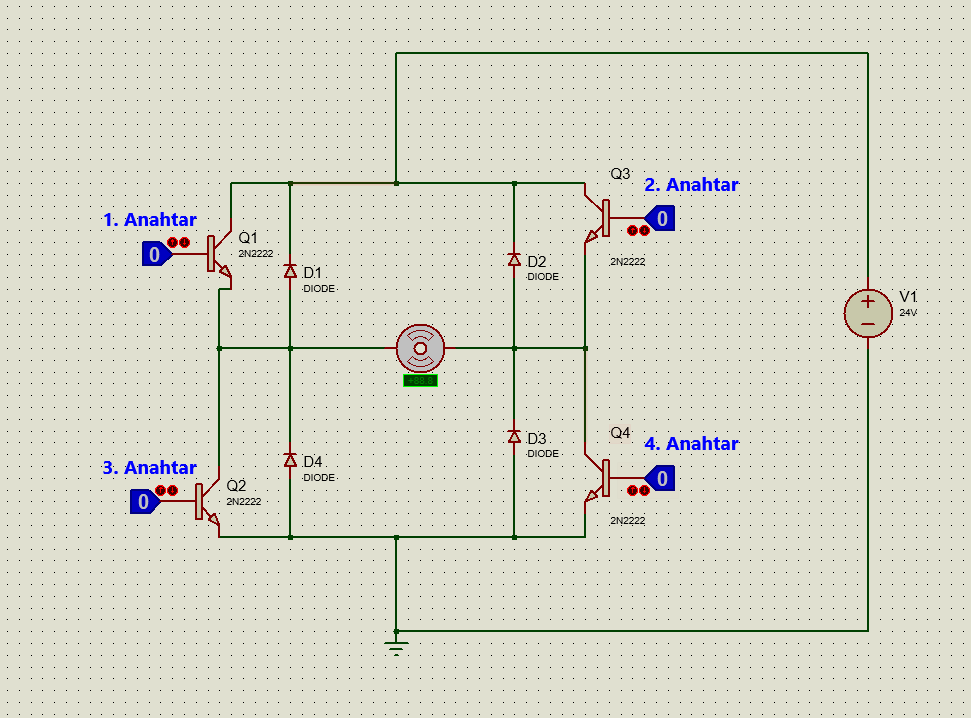 Q3
2. Anahtar
0
2N2222
1. Anahtar
0
Q1
2N2222
D1
DIODE
D2
DIODE
V1
24V
Q4
4. Anahtar
0
2N2222
3. Anahtar
0
Q2
2N2222
D4
DIODE
D3
DIODE